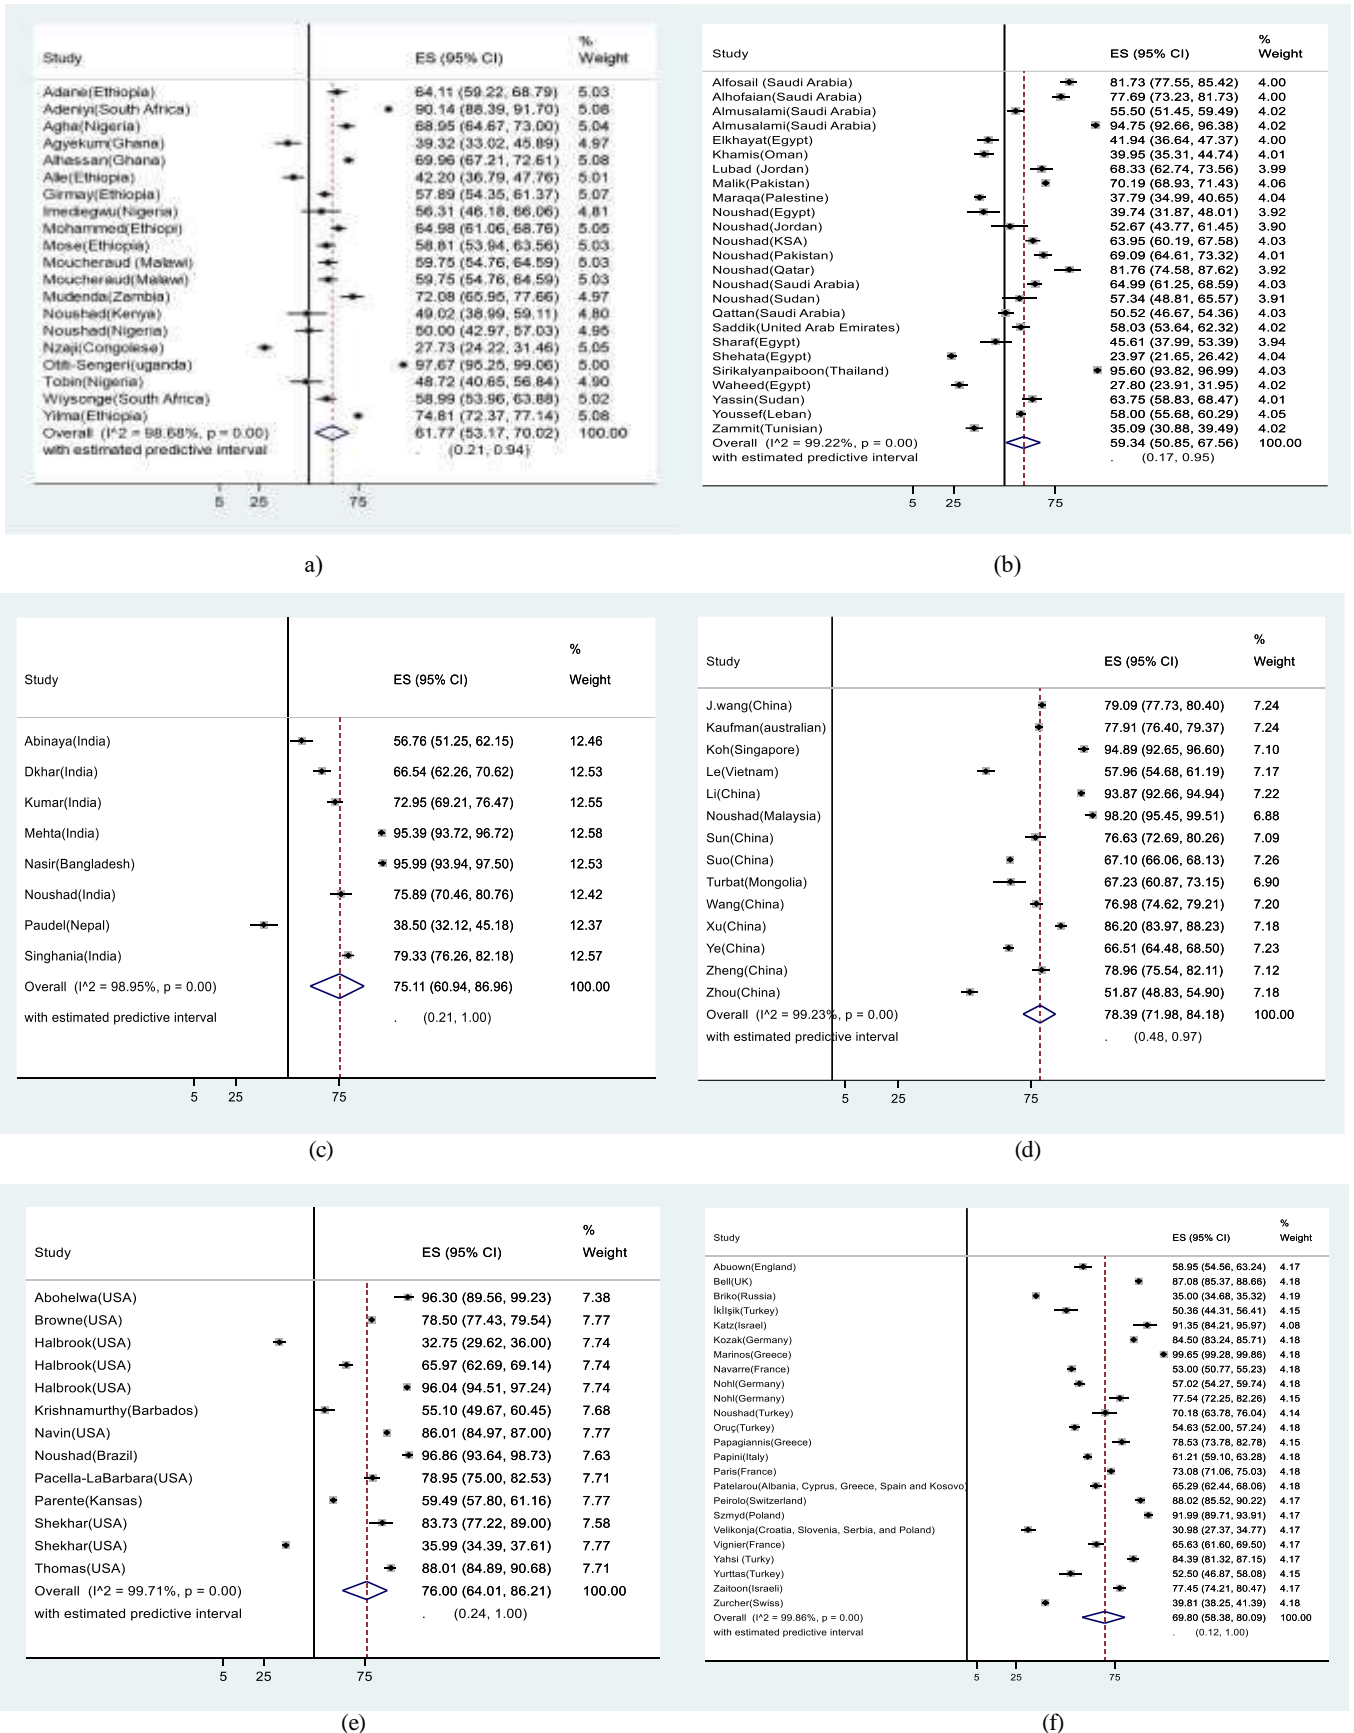 %
Study ES (95% CI) Weight
Adane(Ethiopia) 64.11 (59.22, 68.79) 5.03
Adeniyi(South Africa) 90.14 (88.39, 91.70) 5.06
Agha(Nigeria) 68.95 (64.67, 73.00) 5.04
Agyekum(Ghana) 39.32 (33.02, 45.89) 4.97
Alhassan(Ghana) 69.96 (67.21, 72.61) 5.08
Alle(Ethiopia) 42.20 (36.79, 47.76) 5.01
Girmay(Ethiopia) 57.89 (54.35, 61.37) 5.07
Imediegwu(Nigeria) 56.31 (46.18, 66.06) 4.81
Mohammed(Ethiopi) 64.98 (61.06, 68.76) 5.05
Mose(Ethiopia) 58.81 (53.94, 63.56) 5.03
Moucheraud (Malawi) 59.75 (54.76, 64.59) 5.03
Moucheraud(Malawi) 59.75 (54.76, 64.59) 5.03
Mudenda(Zambia) 72.08 (65.95, 77.66) 4.97
Noushad(Kenya) 49.02 (38.99, 59.11) 4.80
Noushad(Nigeria) 50.00 (42.97, 57.03) 4.95
Nzaji(Congolese) 27.73 (24.22, 31.46) 5.05
Otiti-Sengeri(uganda) 97.67 (95.25, 99.06) 5.00
Tobin(Nigeria) 48.72 (40.65, 56.84) 4.90
Wiysonge(South Africa) 58.99 (53.96, 63.88) 5.02
Yilma(Ethiopia) 74.81 (72.37, 77.14) 5.08
Overall (I^2 = 98.68%, p = 0.00) 61.77 (53.17, 70.02) 100.00
with estimated predictive interval . (0.21, 0.94)
5 25 75
a)
%
Study ES (95% CI) Weight
Alfosail (Saudi Arabia) 81.73 (77.55, 85.42) 4.00
Alhofaian(Saudi Arabia) 77.69 (73.23, 81.73) 4.00
Almusalami(Saudi Arabia) 55.50 (51.45, 59.49) 4.02
Almusalami(Saudi Arabia) 94.75 (92.66, 96.38) 4.02
Elkhayat(Egypt) 41.94 (36.64, 47.37) 4.00
Khamis(Oman) 39.95 (35.31, 44.74) 4.01
Lubad (Jordan) 68.33 (62.74, 73.56) 3.99
Malik(Pakistan) 70.19 (68.93, 71.43) 4.06
Maraqa(Palestine) 37.79 (34.99, 40.65) 4.04
Noushad(Egypt) 39.74 (31.87, 48.01) 3.92
Noushad(Jordan) 52.67 (43.77, 61.45) 3.90
Noushad(KSA) 63.95 (60.19, 67.58) 4.03
Noushad(Pakistan) 69.09 (64.61, 73.32) 4.01
Noushad(Qatar) 81.76 (74.58, 87.62) 3.92
Noushad(Saudi Arabia) 64.99 (61.25, 68.59) 4.03
Noushad(Sudan) 57.34 (48.81, 65.57) 3.91
Qattan(Saudi Arabia) 50.52 (46.67, 54.36) 4.03
Saddik(United Arab Emirates) 58.03 (53.64, 62.32) 4.02
Sharaf(Egypt) 45.61 (37.99, 53.39) 3.94
Shehata(Egypt) 23.97 (21.65, 26.42) 4.04
Sirikalyanpaiboon(Thailand) 95.60 (93.82, 96.99) 4.03
Waheed(Egypt) 27.80 (23.91, 31.95) 4.02
Yassin(Sudan) 63.75 (58.83, 68.47) 4.01
Youssef(Leban) 58.00 (55.68, 60.29) 4.05
Zammit(Tunisian) 35.09 (30.88, 39.49) 4.02
Overall (I^2 = 99.22%, p = 0.00) 59.34 (50.85, 67.56) 100.00
with estimated predictive interval . (0.17, 0.95)
5 25 75
(b)
%
Study ES (95% CI) Weight
Abinaya(India) 56.76 (51.25, 62.15) 12.46
Dkhar(India) 66.54 (62.26, 70.62) 12.53
Kumar(India) 72.95 (69.21, 76.47) 12.55
Mehta(India) 95.39 (93.72, 96.72) 12.58
Nasir(Bangladesh) 95.99 (93.94, 97.50) 12.53
Noushad(India) 75.89 (70.46, 80.76) 12.42
Paudel(Nepal) 38.50 (32.12, 45.18) 12.37
Singhania(India) 79.33 (76.26, 82.18) 12.57
Overall (I^2 = 98.95%, p = 0.00) 75.11 (60.94, 86.96) 100.00
with estimated predictive interval . (0.21, 1.00)
5 25 75
(c)
%
Study ES (95% CI) Weight
J.wang(China) 79.09 (77.73, 80.40) 7.24
Kaufman(australian) 77.91 (76.40, 79.37) 7.24
Koh(Singapore) 94.89 (92.65, 96.60) 7.10
Le(Vietnam) 57.96 (54.68, 61.19) 7.17
Li(China) 93.87 (92.66, 94.94) 7.22
Noushad(Malaysia) 98.20 (95.45, 99.51) 6.88
Sun(China) 76.63 (72.69, 80.26) 7.09
Suo(China) 67.10 (66.06, 68.13) 7.26
Turbat(Mongolia) 67.23 (60.87, 73.15) 6.90
Wang(China) 76.98 (74.62, 79.21) 7.20
Xu(China) 86.20 (83.97, 88.23) 7.18
Ye(China) 66.51 (64.48, 68.50) 7.23
Zheng(China) 78.96 (75.54, 82.11) 7.12
Zhou(China) 51.87 (48.83, 54.90) 7.18
Overall (I^2 = 99.23%, p = 0.00) 78.39 (71.98, 84.18) 100.00
with estimated predictive interval . (0.48, 0.97)
5 25 75
(d)
%
Study ES (95% CI) Weight
Abohelwa(USA) 96.30 (89.56, 99.23) 7.38
Browne(USA) 78.50 (77.43, 79.54) 7.77
Halbrook(USA) 32.75 (29.62, 36.00) 7.74
Halbrook(USA) 65.97 (62.69, 69.14) 7.74
Halbrook(USA) 96.04 (94.51, 97.24) 7.74
Krishnamurthy(Barbados) 55.10 (49.67, 60.45) 7.68
Navin(USA) 86.01 (84.97, 87.00) 7.77
Noushad(Brazil) 96.86 (93.64, 98.73) 7.63
Pacella-LaBarbara(USA) 78.95 (75.00, 82.53) 7.71
Parente(Kansas) 59.49 (57.80, 61.16) 7.77
Shekhar(USA) 83.73 (77.22, 89.00) 7.58
Shekhar(USA) 35.99 (34.39, 37.61) 7.77
Thomas(USA) 88.01 (84.89, 90.68) 7.71
Overall (I^2 = 99.71%, p = 0.00) 76.00 (64.01, 86.21) 100.00
with estimated predictive interval . (0.24, 1.00)
5 25 75
(e)
%
Study ES (95% CI) Weight
Abuown(England) 58.95 (54.56, 63.24) 4.17
Bell(UK) 87.08 (85.37, 88.66) 4.18
Briko(Russia) 35.00 (34.68, 35.32) 4.19
İkİIşik(Turkey) 50.36 (44.31, 56.41) 4.15
Katz(Israel) 91.35 (84.21, 95.97) 4.08
Kozak(Germany) 84.50 (83.24, 85.71) 4.18
Marinos(Greece) 99.65 (99.28, 99.86) 4.18
Navarre(France) 53.00 (50.77, 55.23) 4.18
Nohl(Germany) 57.02 (54.27, 59.74) 4.18
Nohl(Germany) 77.54 (72.25, 82.26) 4.15
Noushad(Turkey) 70.18 (63.78, 76.04) 4.14
Oruç(Turkey) 54.63 (52.00, 57.24) 4.18
Papagiannis(Greece) 78.53 (73.78, 82.78) 4.15
Papini(Italy) 61.21 (59.10, 63.28) 4.18
Paris(France) 73.08 (71.06, 75.03) 4.18
Patelarou(Albania, Cyprus, Greece, Spain and Kosovo) 65.29 (62.44, 68.06) 4.18
Peirolo(Switzerland) 88.02 (85.52, 90.22) 4.17
Szmyd(Poland) 91.99 (89.71, 93.91) 4.17
Velikonja(Croatia, Slovenia, Serbia, and Poland) 30.98 (27.37, 34.77) 4.17
Vignier(France) 65.63 (61.60, 69.50) 4.17
Yahsi (Turky) 84.39 (81.32, 87.15) 4.17
Yurttas(Turkey) 52.50 (46.87, 58.08) 4.15
Zaitoon(Israeli) 77.45 (74.21, 80.47) 4.17
Zurcher(Swiss) 39.81 (38.25, 41.39) 4.18
Overall (I^2 = 99.86%, p = 0.00) 69.80 (58.38, 80.09) 100.00
with estimated predictive interval . (0.12, 1.00)
5 25 75
(f)